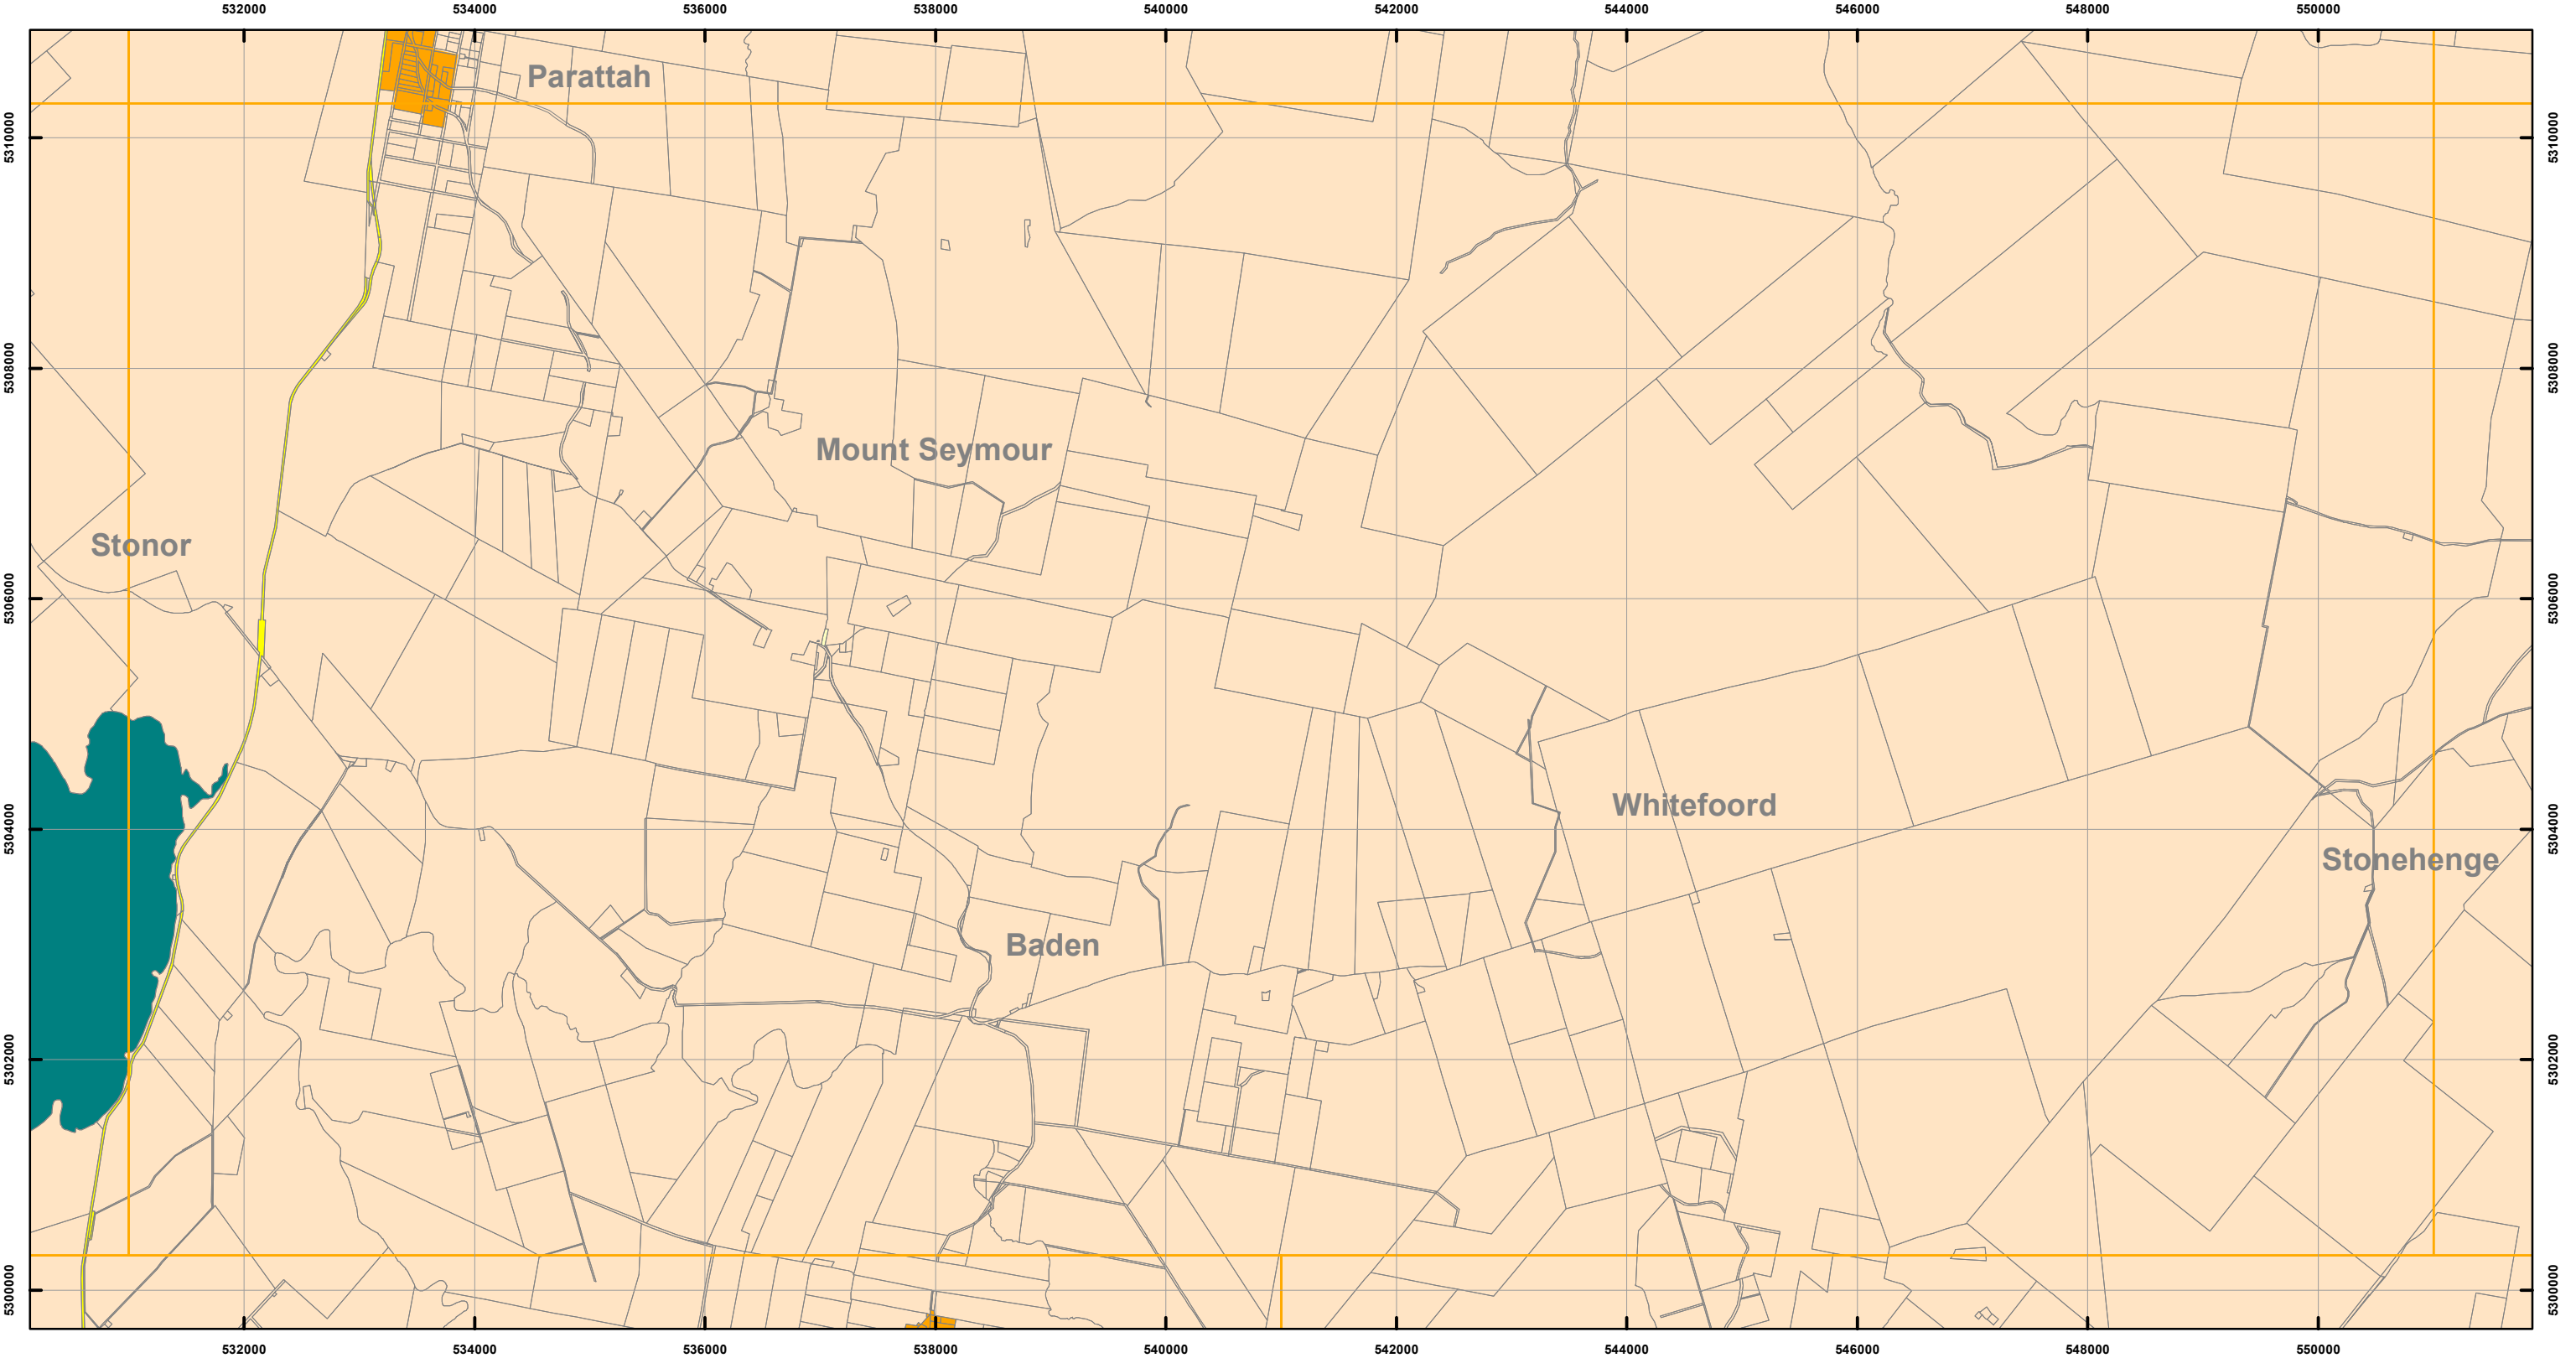 532000 534000 536000 538000 540000 542000 544000 546000 548000 550000
Parattah
5310000 5310000
5308000 5308000
Mount Seymour
Stonor
5306000 5306000
Whitefoord
5304000 5304000
Stonehenge
Baden
5302000 5302000
5300000 5300000
532000 534000 536000 538000 540000 542000 544000 546000 548000 550000